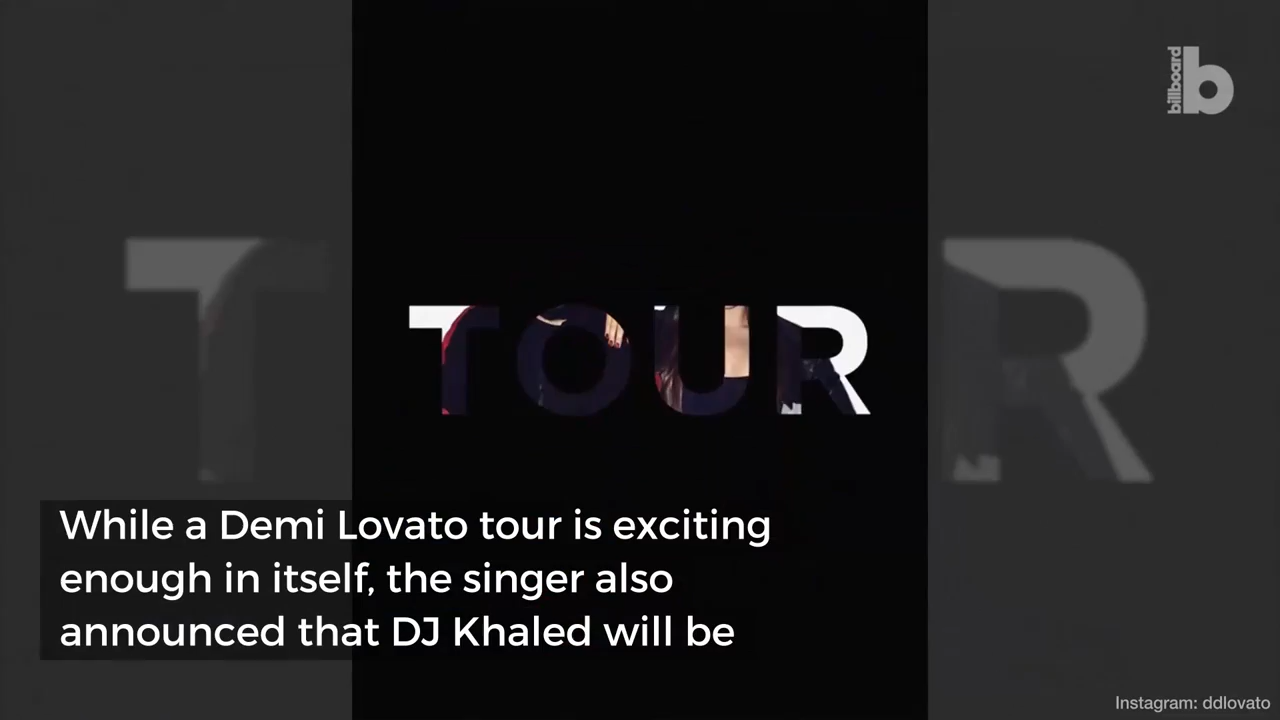 billboard b
TOUR
While a Demi Lovato tour is exciting
enough in itself, the singer also
announced that DJ Khaled will be
Instagram: ddlovato